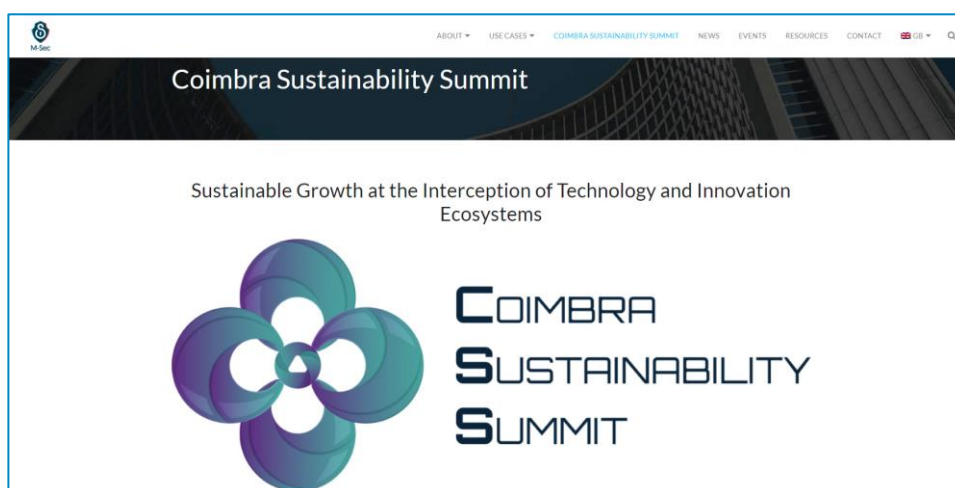 M-Sec
ABOUT USE CASES COIMBRA SUSTAINABILITY SUMMIT NEWS EVENTS RESOURCES CONTACT GB
Coimbra Sustainability Summit
Sustainable Growth at the Interception of Technology and Innovation
Ecosystems
COIMBRA
SUSTAINABILITY
SUMMIT